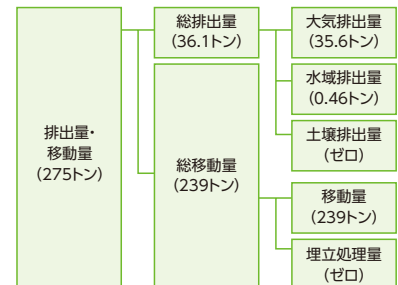 排出量・
移動量
(275トン)
総排出量
(36.1トン)
総移動量
(239トン)
大気排出量
(35.6トン)
水域排出量
(0.46トン)
土壌排出量
(ゼロ)
移動量
(239トン)
埋立処理量
(ゼロ)